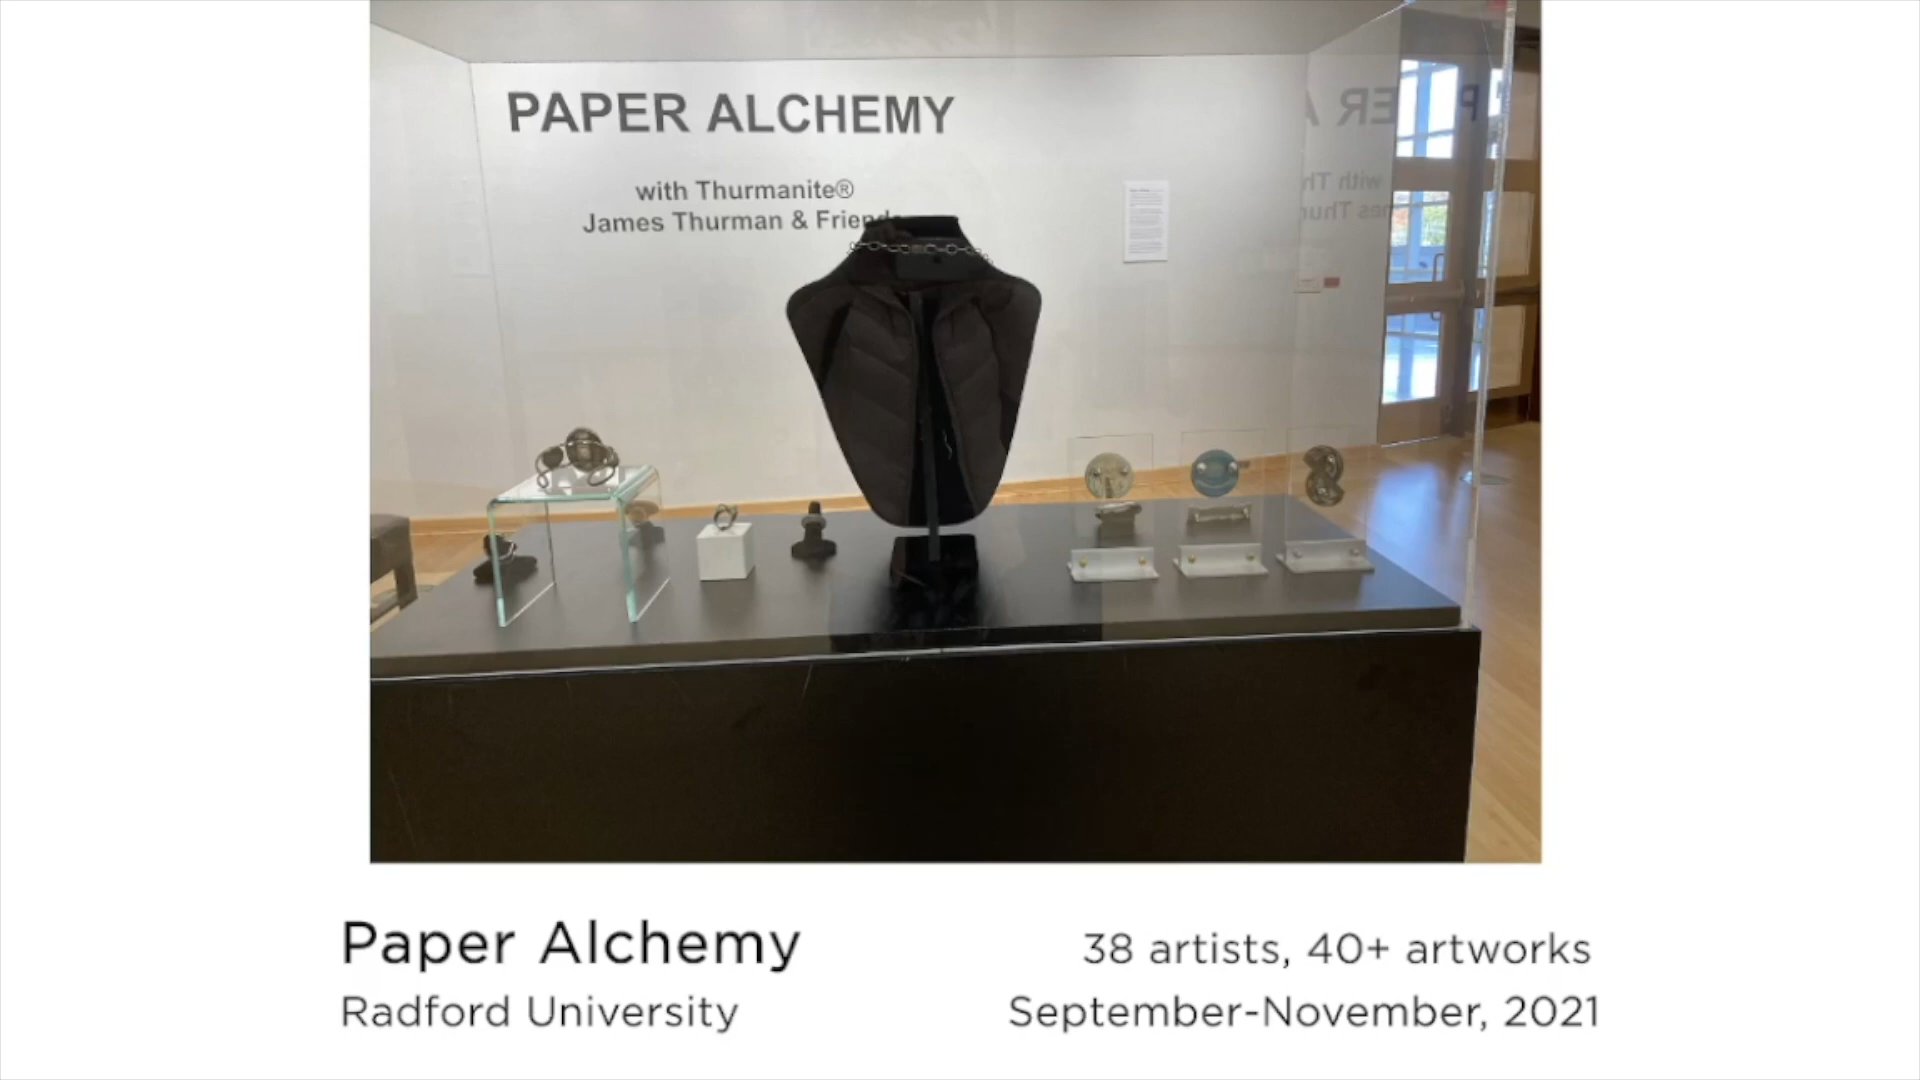 PAPER ALCHEMY
with Thurmanite®
James Thurman & Friends
Paper Alchemy
Radford University
38 artists, 40+ artworks
September-November, 2021